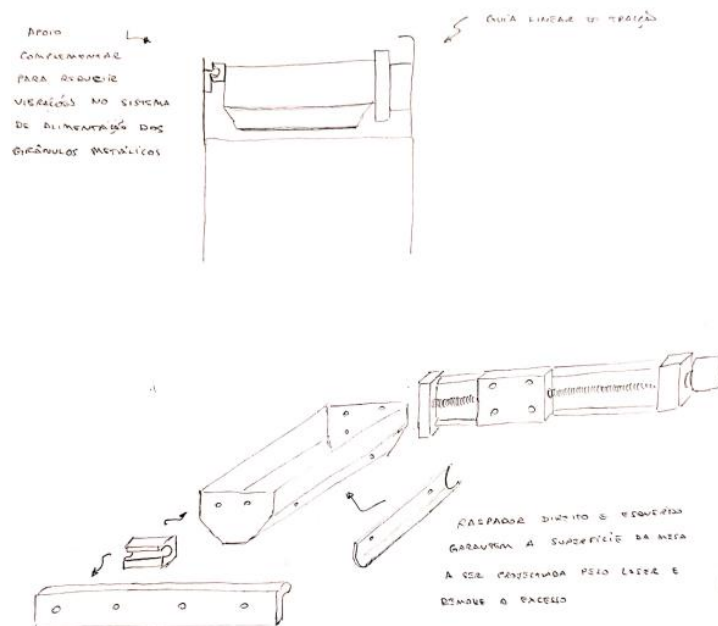 APOIO
COMPLEMENTAR
PARA REDUZIR
VIBRAÇÕES NO SISTEMA
DE ALIMENTAÇÃO DOS
GRÂNULOS METÁLICOS
GUIA LINEAR DE TRAÇÃO
RASPADOR DIREITO E ESQUERDO
GARANTEM A SUPERFÍCIE DA MESA
A SER PROJETADA PELO LASER E
REMOVE O EXCESSO